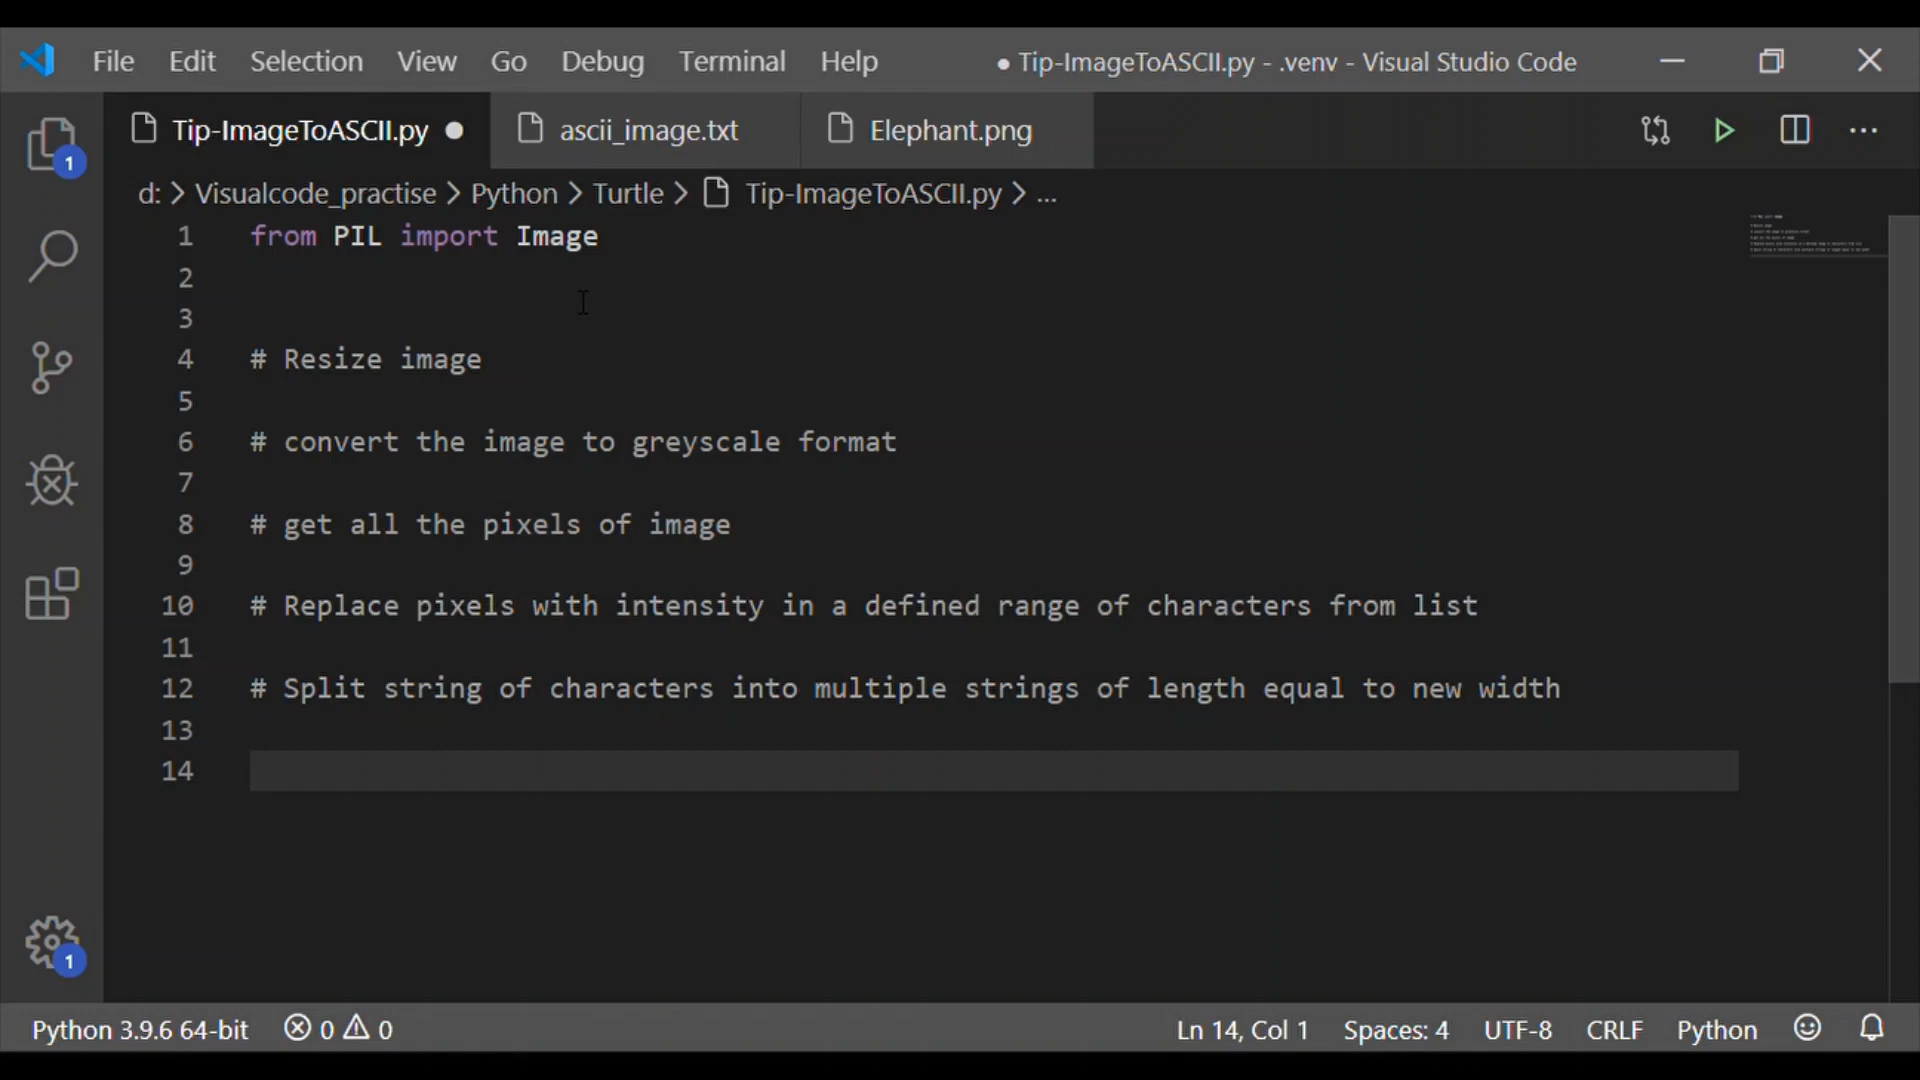 File Edit Selection View Go Debug Terminal Help ● Tip-ImageToASCII.py - .venv - Visual Studio Code
Tip-ImageToASCII.py ascii_image.txt Elephant.png
1
d: > Visualcode_practise > Python > Turtle > Tip-ImageToASCII.py > ...
1 from PIL import Image
2
3
4 # Resize image
5
6 # convert the image to greyscale format
7
8 # get all the pixels of image
9
10 # Replace pixels with intensity in a defined range of characters from list
11
12 # Split string of characters into multiple strings of length equal to new width
13
14
1
Python 3.9.6 64-bit 0 0 Ln 14, Col 1 Spaces: 4 UTF-8 CRLF Python